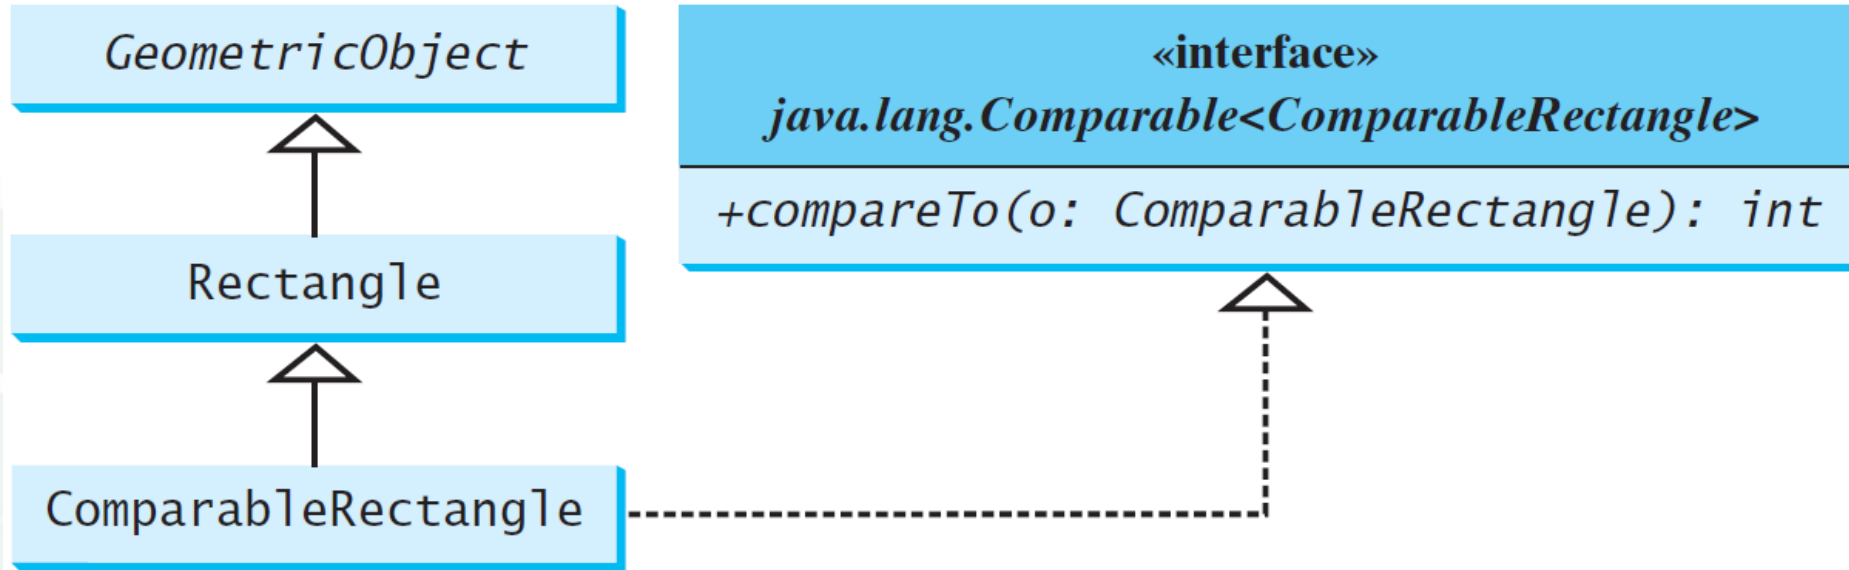 GeometricObject
«interface»
java.lang.Comparable<ComparableRectangle>
+compareTo(o: ComparableRectangle): int
Rectangle
ComparableRectangle